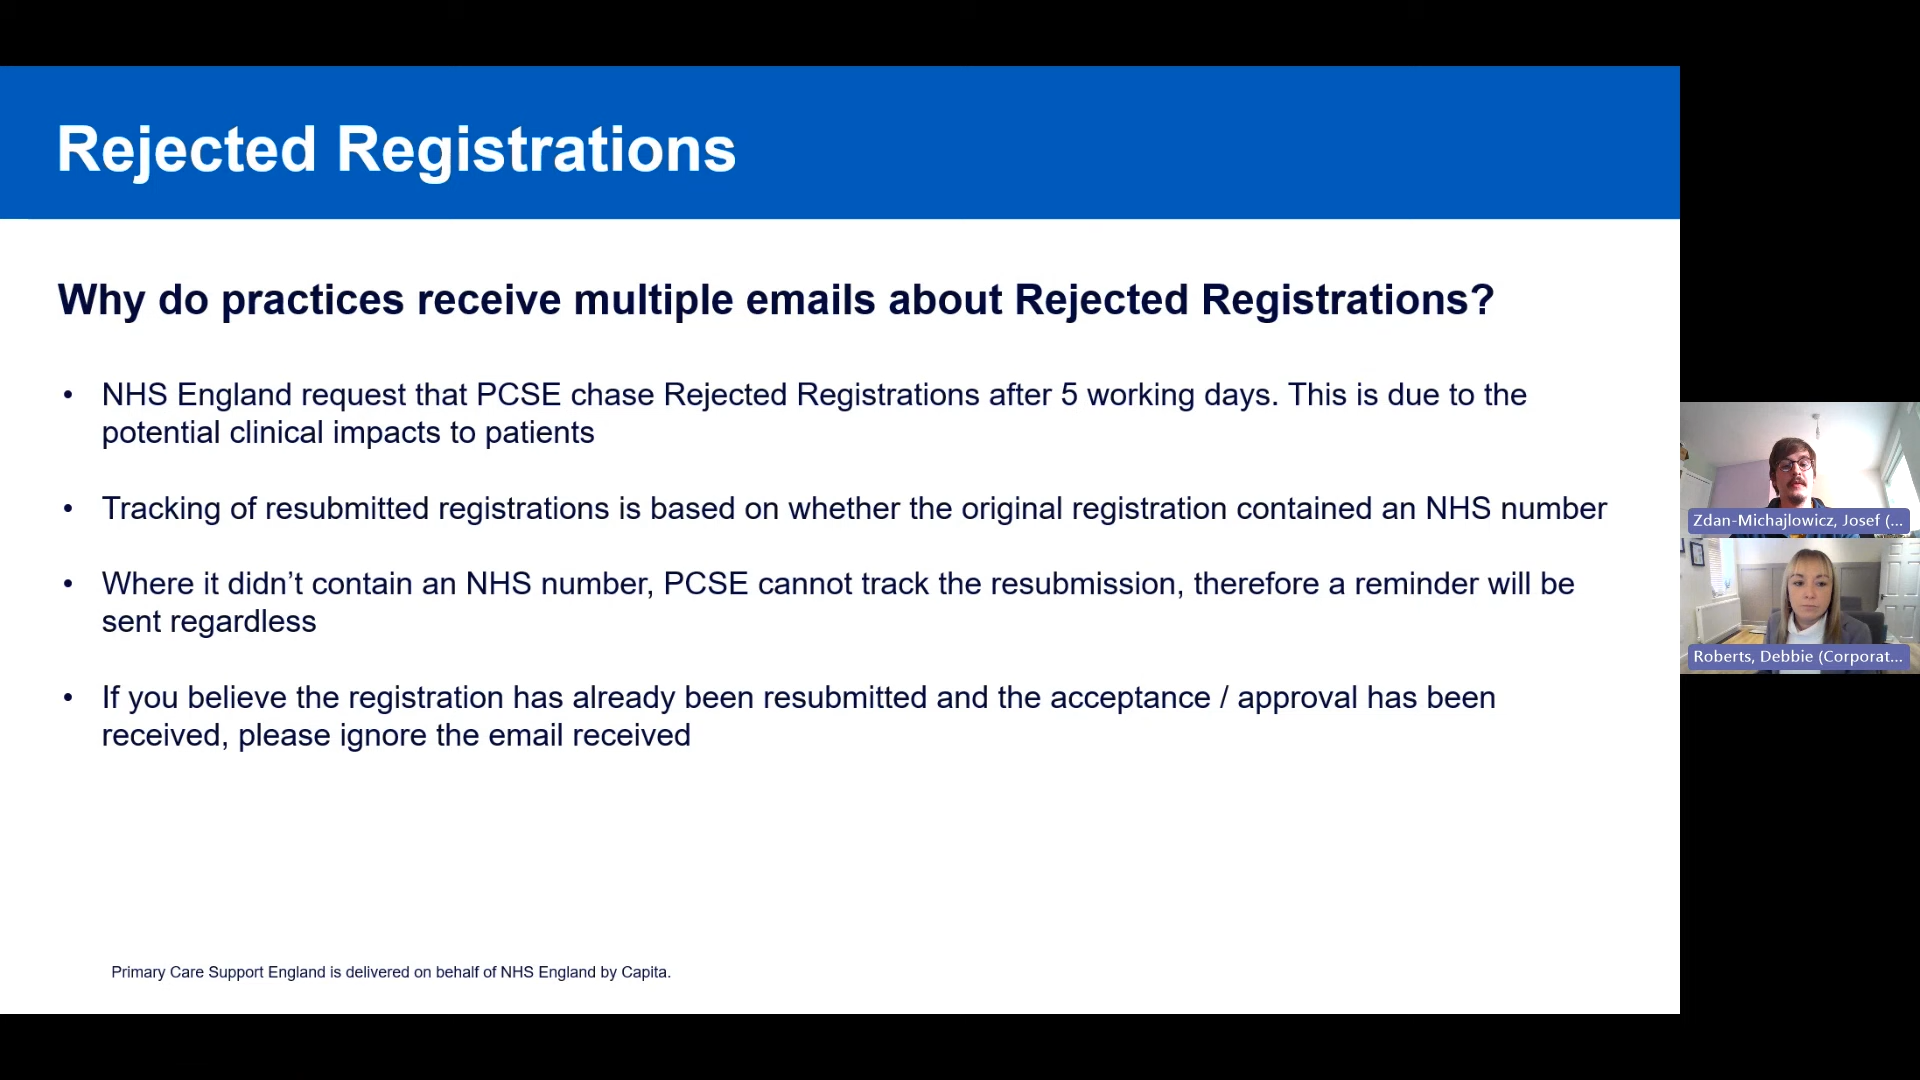 Rejected Registrations
Why do practices receive multiple emails about Rejected Registrations?
• NHS England request that PCSE chase Rejected Registrations after 5 working days. This is due to the
potential clinical impacts to patients
• Tracking of resubmitted registrations is based on whether the original registration contained an NHS number
• Where it didn’t contain an NHS number, PCSE cannot track the resubmission, therefore a reminder will be
sent regardless
• If you believe the registration has already been resubmitted and the acceptance / approval has been
received, please ignore the email received
Zdan-Michajlowicz, Josef (...
Roberts, Debbie (Corporat...
Primary Care Support England is delivered on behalf of NHS England by Capita.